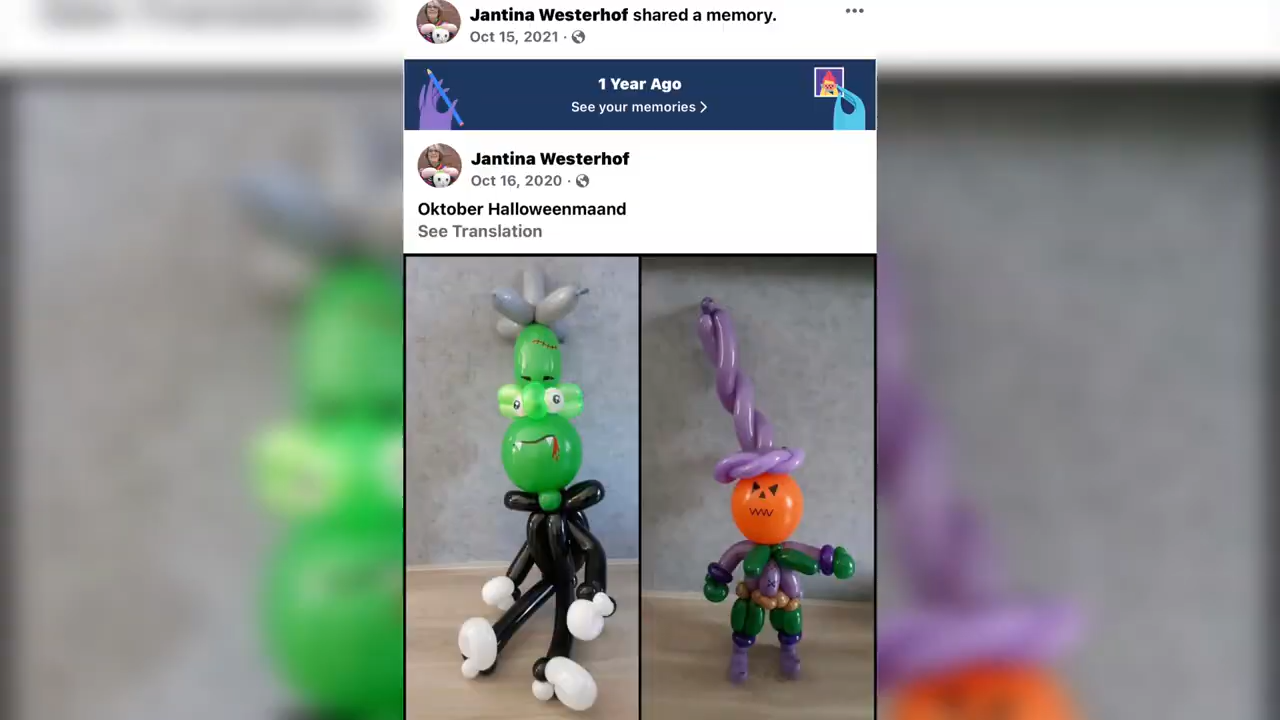 Jantina Westerhof shared a memory.
Oct 15, 2021 ·
1 Year Ago
See your memories >
Jantina Westerhof
Oct 16, 2020 ·
Oktober Halloweenmaand
See Translation